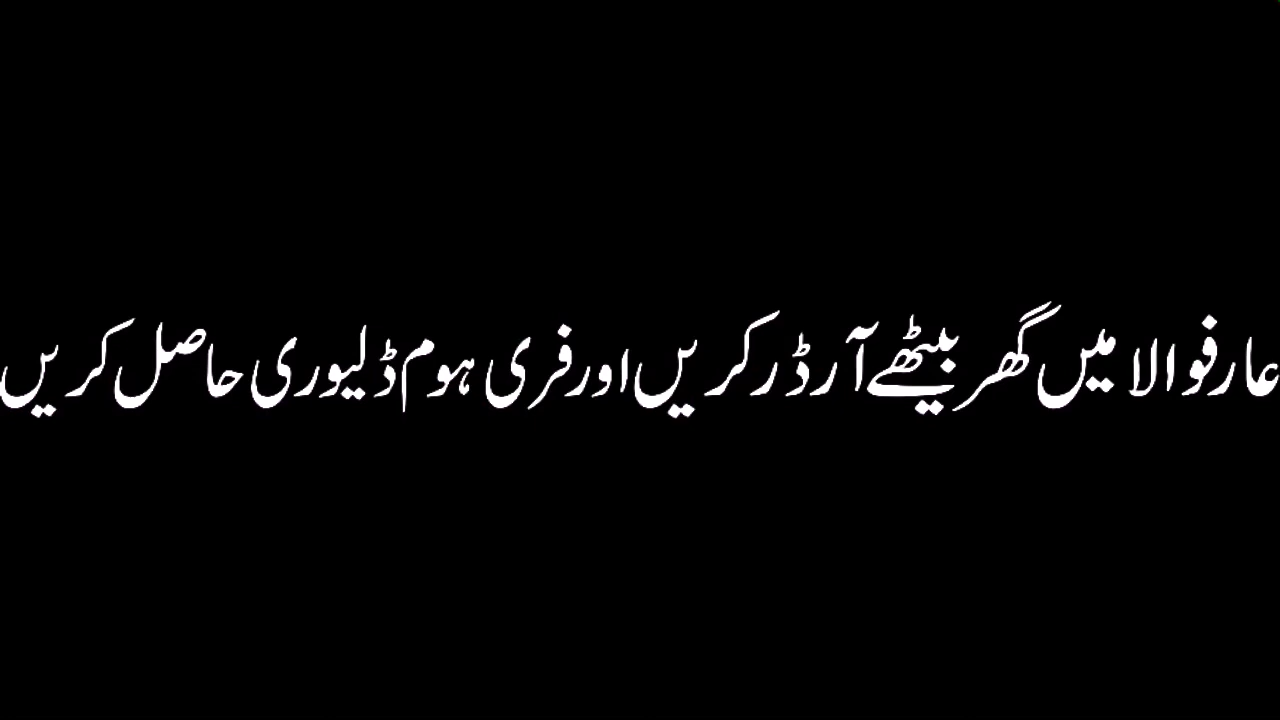 عارفوالا میں گھر بیٹھے آرڈر کریں اور فری ہوم ڈلیوری حاصل کریں